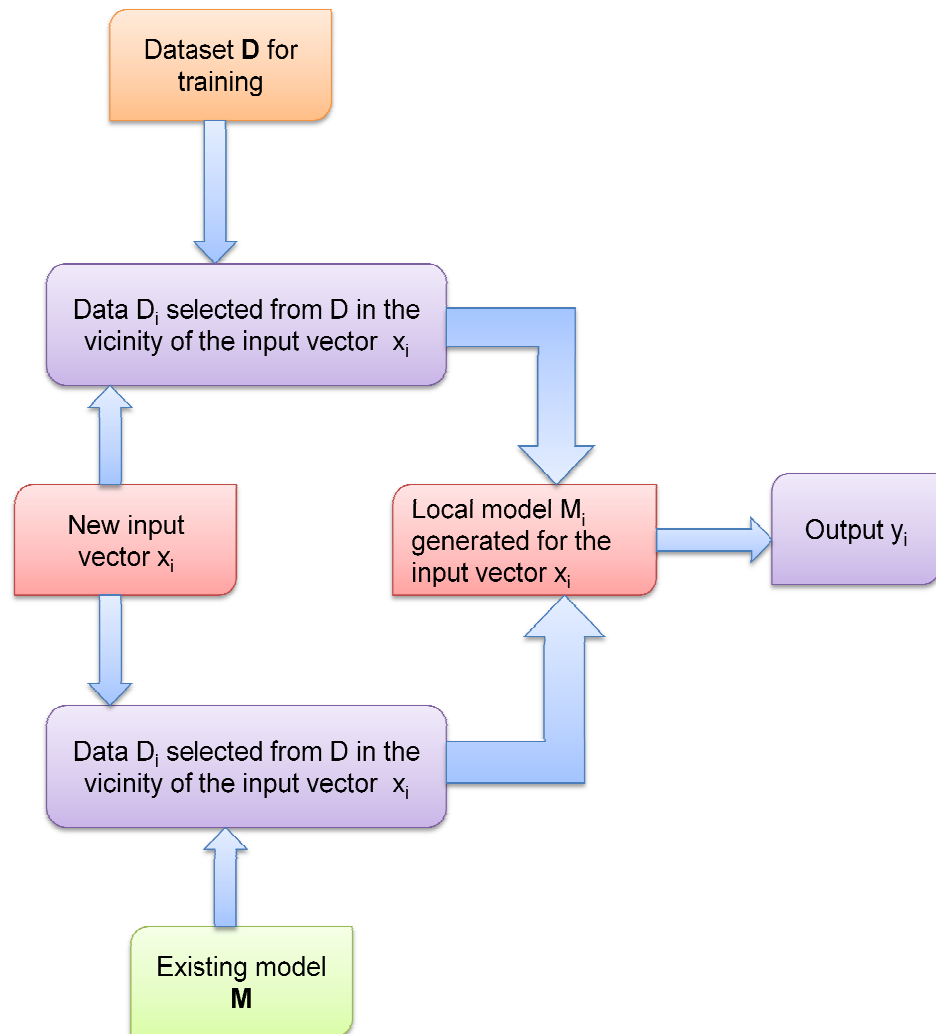 Dataset D for
training
Data Dᵢ selected from D in the
vicinity of the input vector xᵢ
New input
vector xᵢ
Local model Mᵢ
generated for the
input vector xᵢ
Output yᵢ
Data Dᵢ selected from D in the
vicinity of the input vector xᵢ
Existing model
M